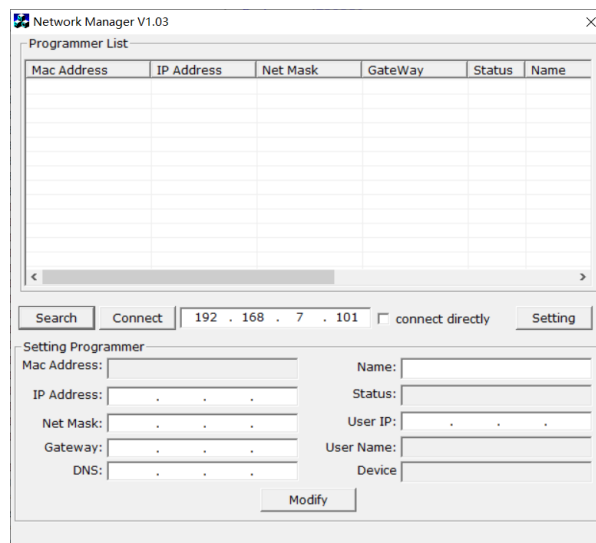 Network Manager V1.03
Programmer List
Mac Address IP Address Net Mask GateWay Status Name
Search Connect 192 . 168 . 7 . 101 connect directly Setting
Setting Programmer
Mac Address: Name:
IP Address: . . . Status:
Net Mask: . . . User IP: . . .
Gateway: . . . User Name:
DNS: . . . Device
Modify